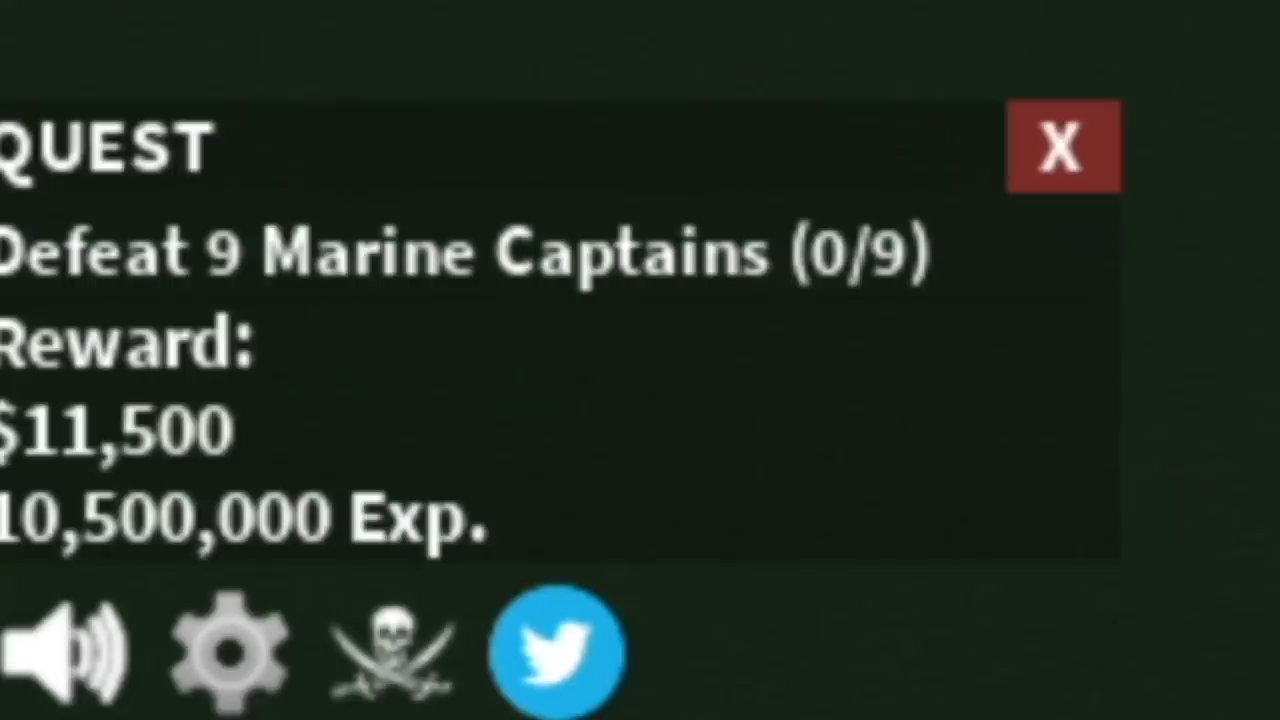 QUEST
X
Defeat 9 Marine Captains (0/9)
Reward:
$11,500
10,500,000 Exp.